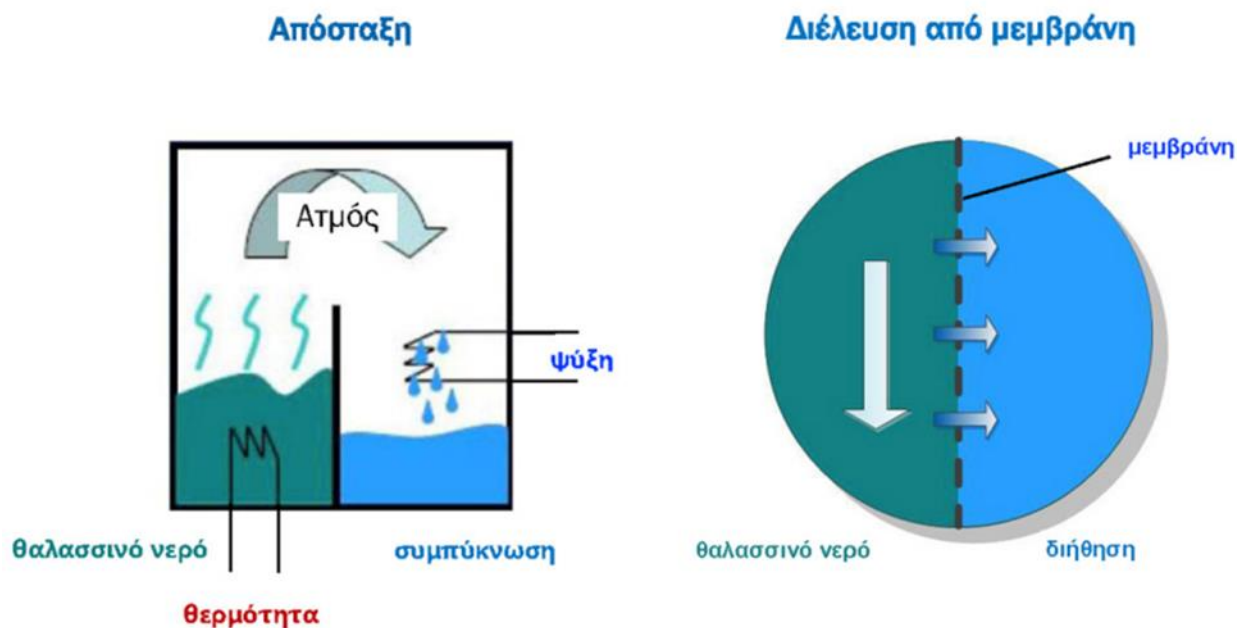 Απόσταξη
Ατμός
ψύξη
θαλασσινό νερό
συμπύκνωση
θερμότητα
Διέλευση από μεμβράνη
μεμβράνη
θαλασσινό νερό
διήθηση